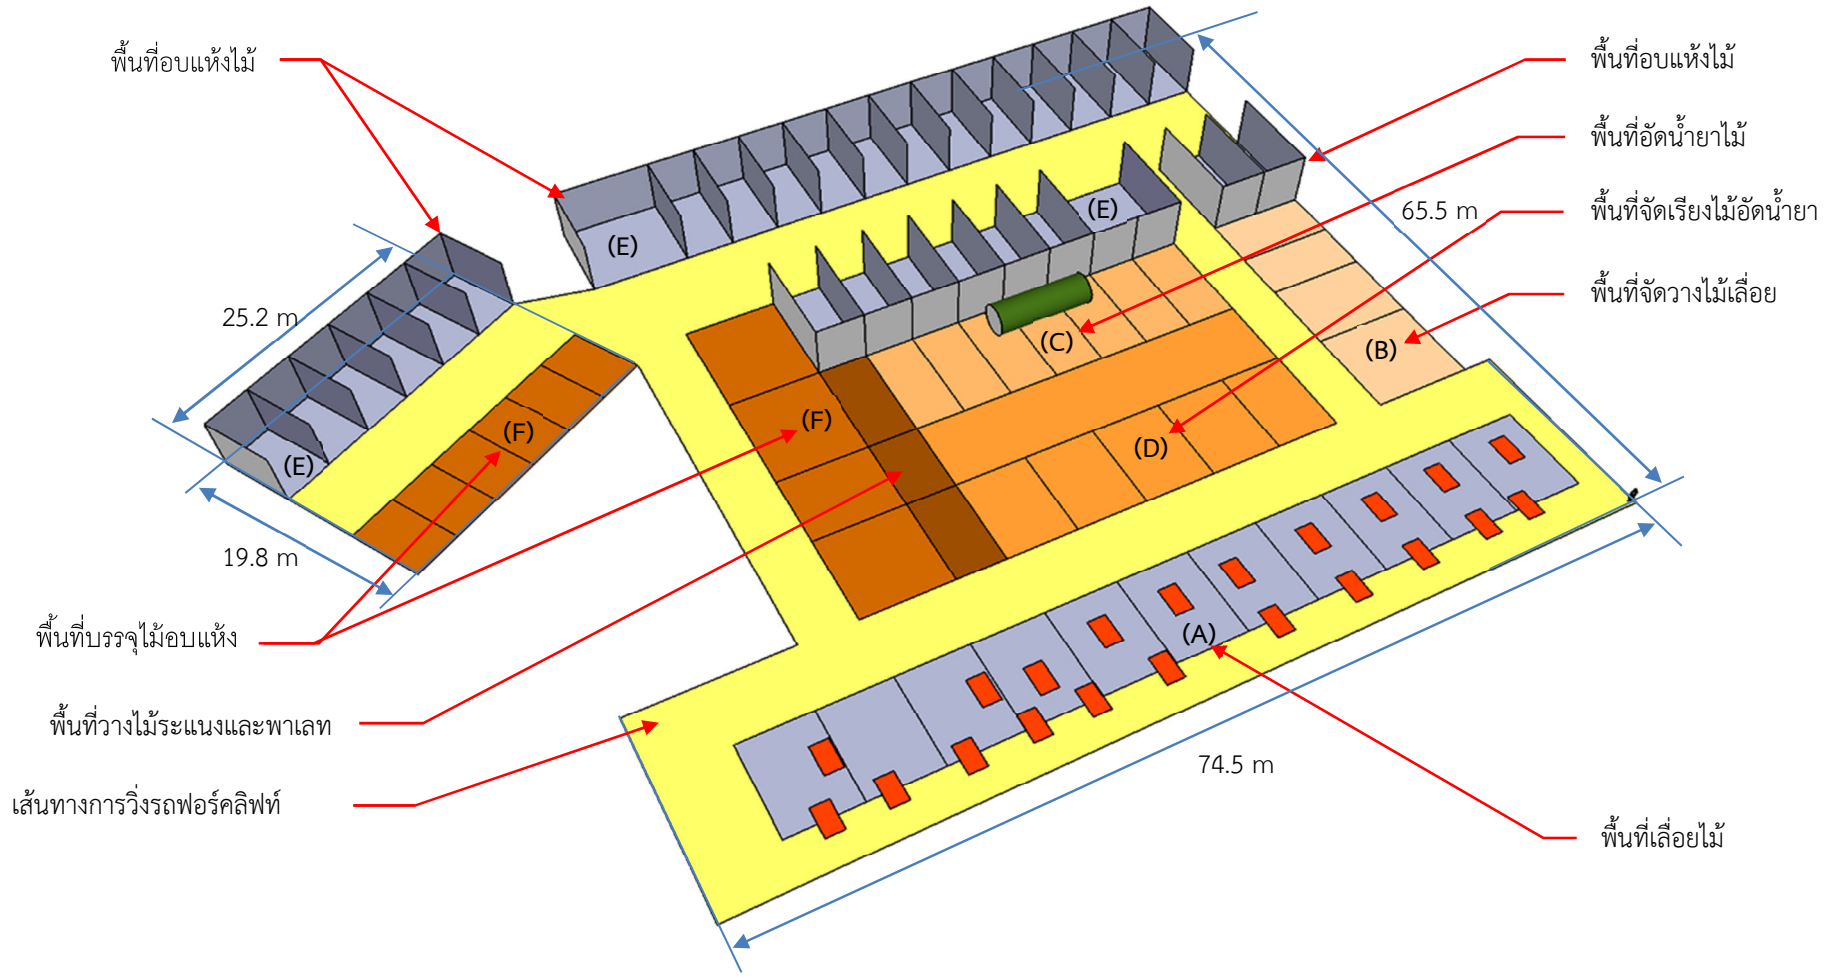 พื้นที่อบแห้งไม้
พื้นที่อบแห้งไม้
พื้นที่อัดน้ำยาไม้
พื้นที่จัดเรียงไม้อัดน้ำยา
65.5 m
(E)
(E)
พื้นที่จัดวางไม้เลื่อย
25.2 m
(C)
(B)
(F)
(F)
(D)
(E)
19.8 m
(A)
พื้นที่บรรจุไม้อบแห้ง
พื้นที่วางไม้ระแนงและพาเลท
74.5 m
เส้นทางการวิ่งรถฟอร์คลิฟท์
พื้นที่เลื่อยไม้